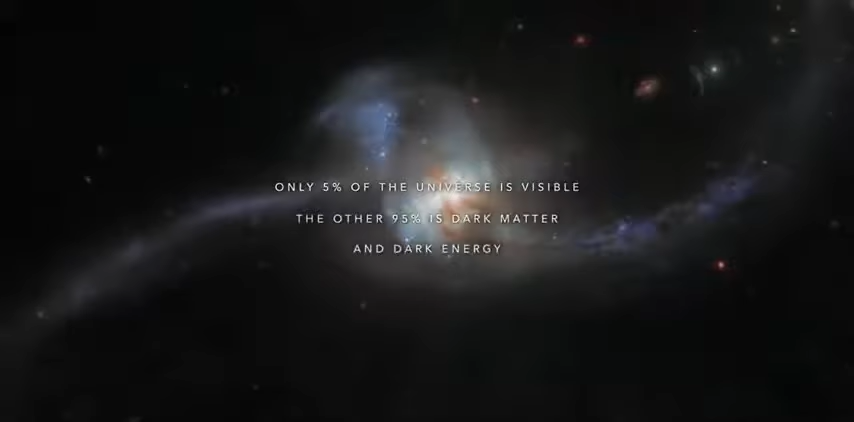 ONLY 5% OF THE UNIVERSE IS VISIBLE
THE OTHER 95% IS DARK MATTER
AND DARK ENERGY